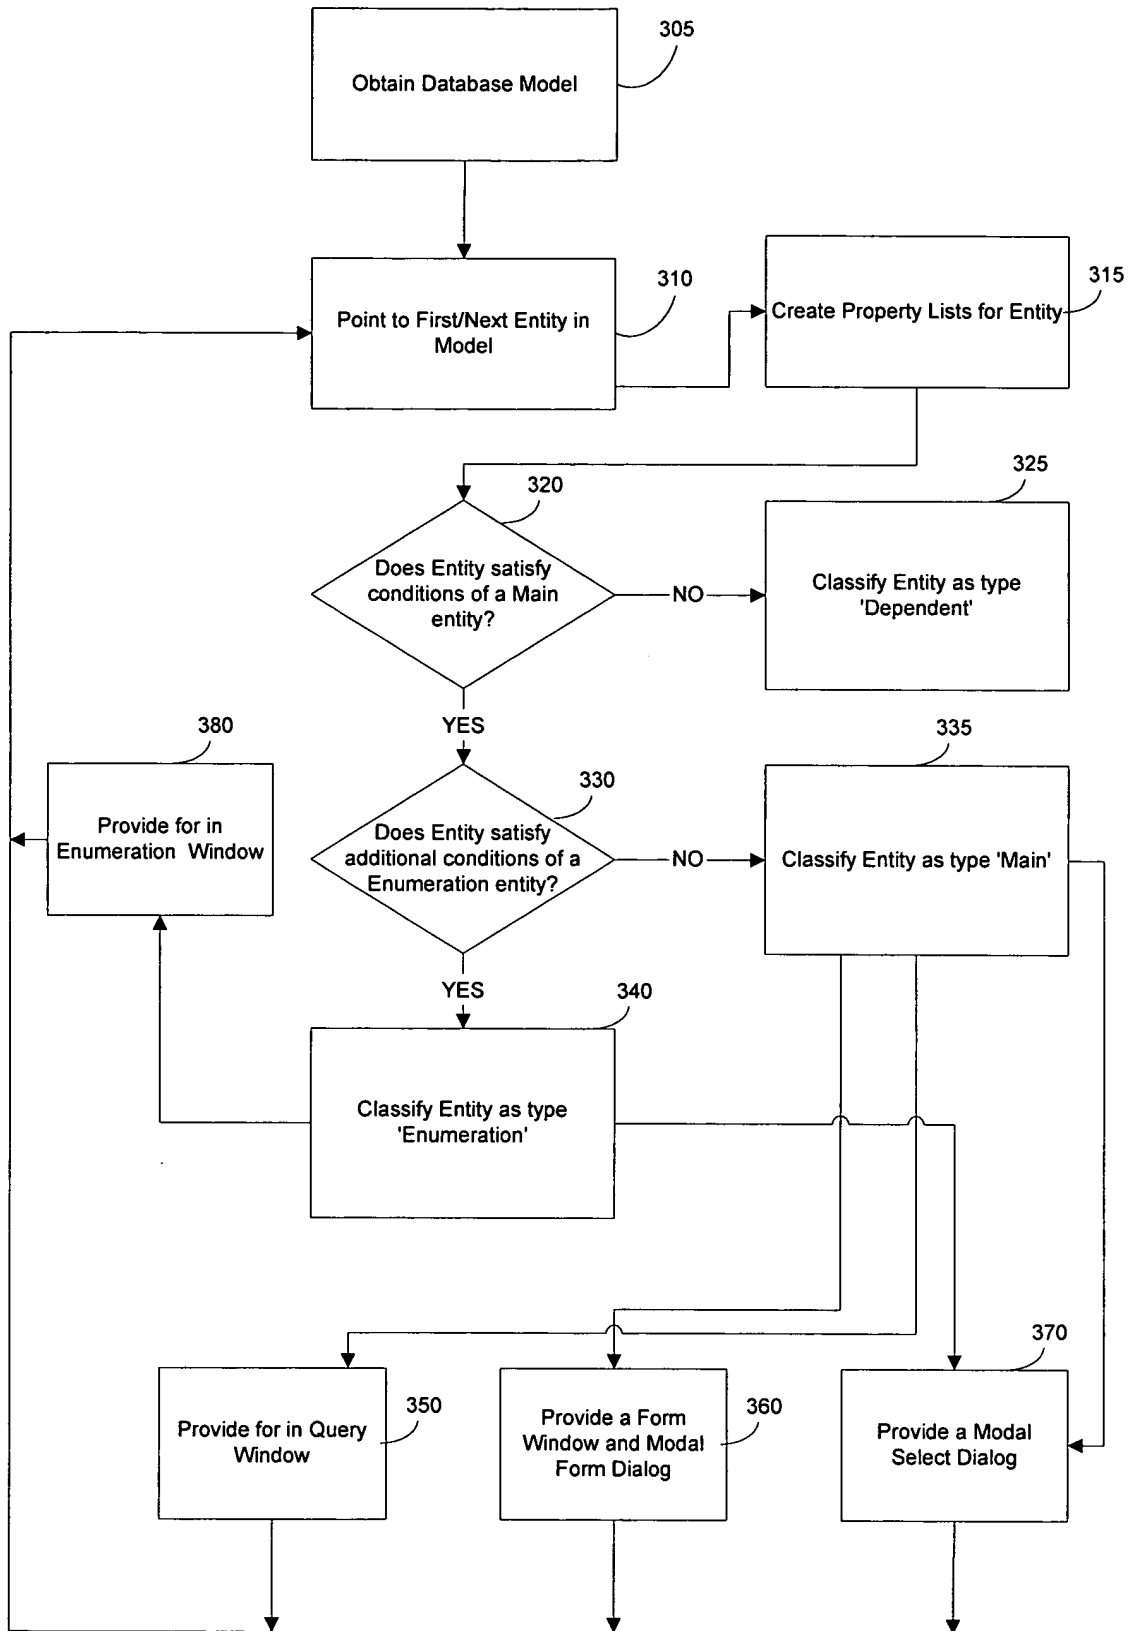 305
Obtain Database Model
310
Point to First/Next Entity in
Model
315
Create Property Lists for Entity
320
Does Entity satisfy
conditions of a Main
entity?
NO
325
Classify Entity as type
'Dependent'
YES
380
Provide for in
Enumeration Window
330
Does Entity satisfy
additional conditions of a
Enumeration entity?
NO
335
Classify Entity as type 'Main'
YES
340
Classify Entity as type
'Enumeration'
350
Provide for in Query
Window
360
Provide a Form
Window and Modal
Form Dialog
370
Provide a Modal
Select Dialog